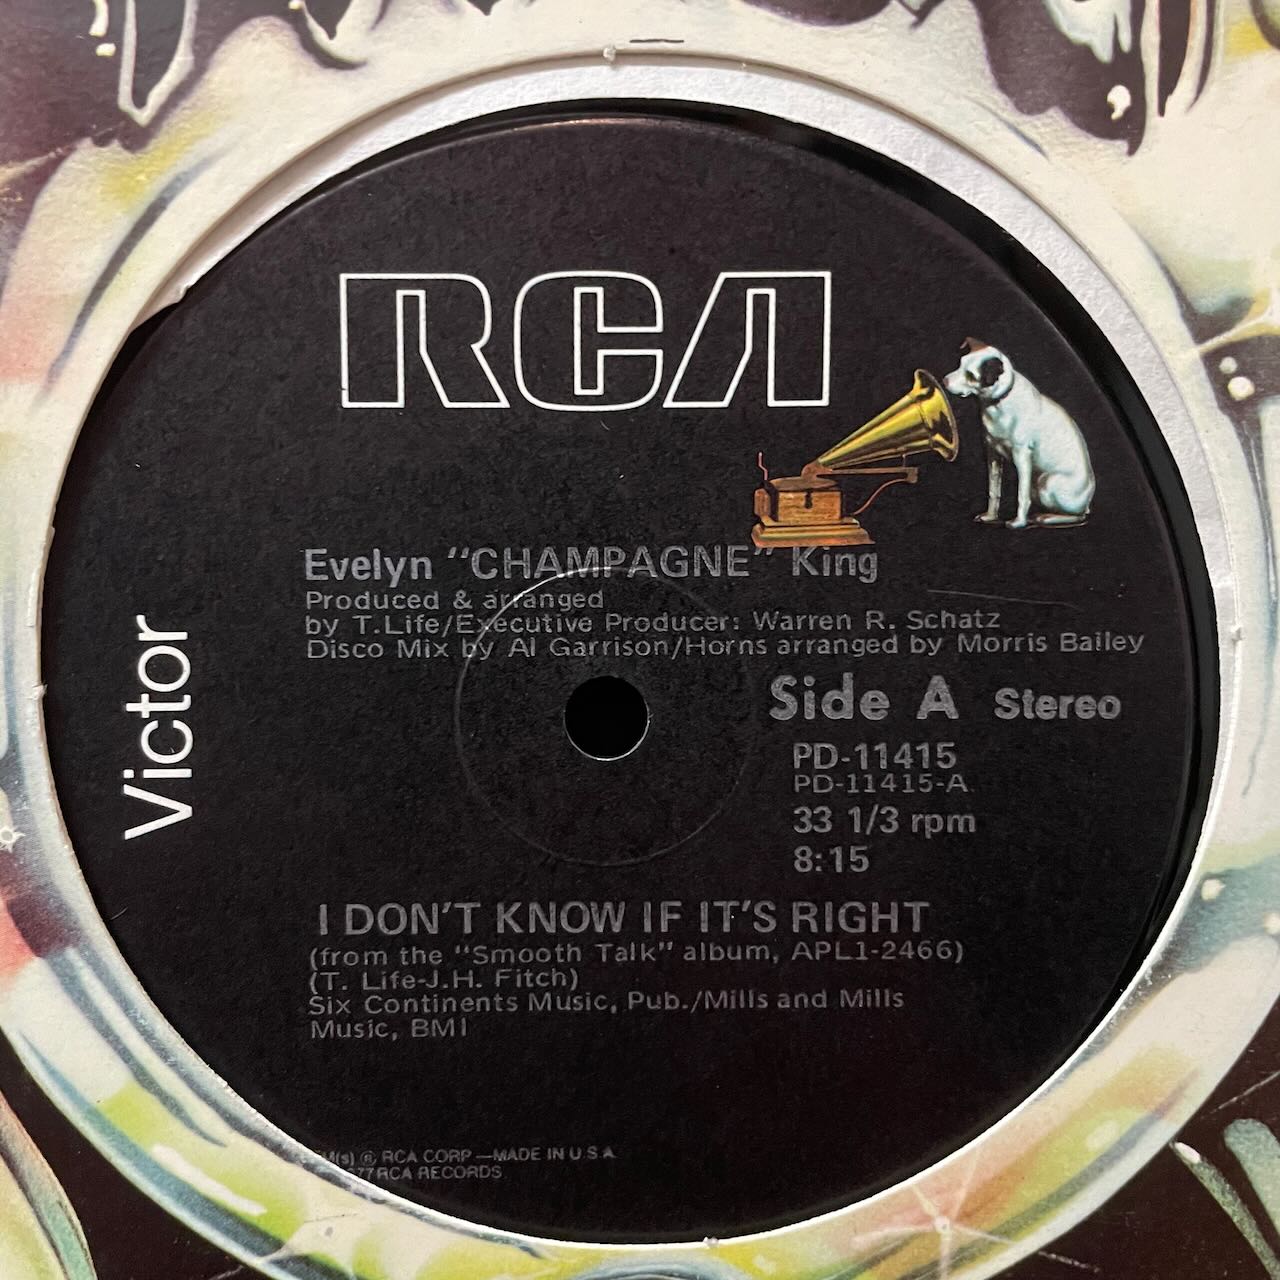 RCA
Victor
Evelyn "CHAMPAGNE" King
Produced & arranged
by T.Life/Executive Producer: Warren R. Schatz
Disco Mix by Al Garrison/Horns arranged by Morris Bailey
Side A Stereo
PD-11415
PD-11415-A
33 1/3 rpm
8:15
I DON'T KNOW IF IT'S RIGHT
(from the "Smooth Talk" album, APL1-2466)
(T. Life-J.H. Fitch)
Six Continents Music, Pub./Mills and Mills
Music, BMI
RCA CORP —MADE IN U.S.A.
77 RCA RECORDS